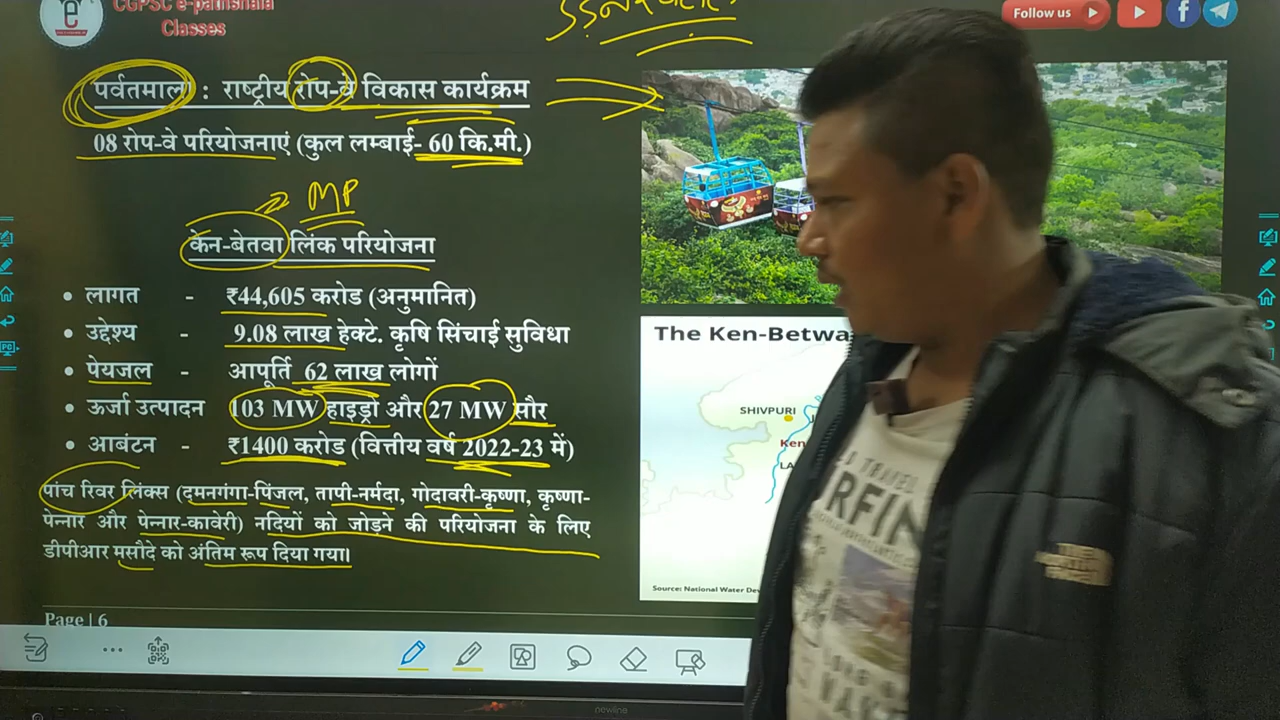 CGPSC e-pathshala
Classes
e
Follow us
पर्वतमाला : राष्ट्रीय रोप-वे विकास कार्यक्रम
08 रोप-वे परियोजनाएं (कुल लम्बाई- 60 कि.मी.)
MP
केन-बेतवा लिंक परियोजना
• लागत - ₹44,605 करोड (अनुमानित)
• उद्देश्य - 9.08 लाख हेक्टे. कृषि सिंचाई सुविधा
• पेयजल - आपूर्ति 62 लाख लोगों
• ऊर्जा उत्पादन 103 MW हाइड्रो और 27 MW सौर
• आबंटन - ₹1400 करोड (वित्तीय वर्ष 2022-23 में)
पांच रिवर लिंक्स (दमनगंगा-पिंजल, तापी-नर्मदा, गोदावरी-कृष्णा, कृष्णा-
पेन्नार और पेन्नार-कावेरी) नदियों को जोड़ने की परियोजना के लिए
डीपीआर मसौदे को अंतिम रूप दिया गया।
Page | 6
The Ken-Betwa
SHIVPURI
Ken
LA
Source: National Water De
PC
newline